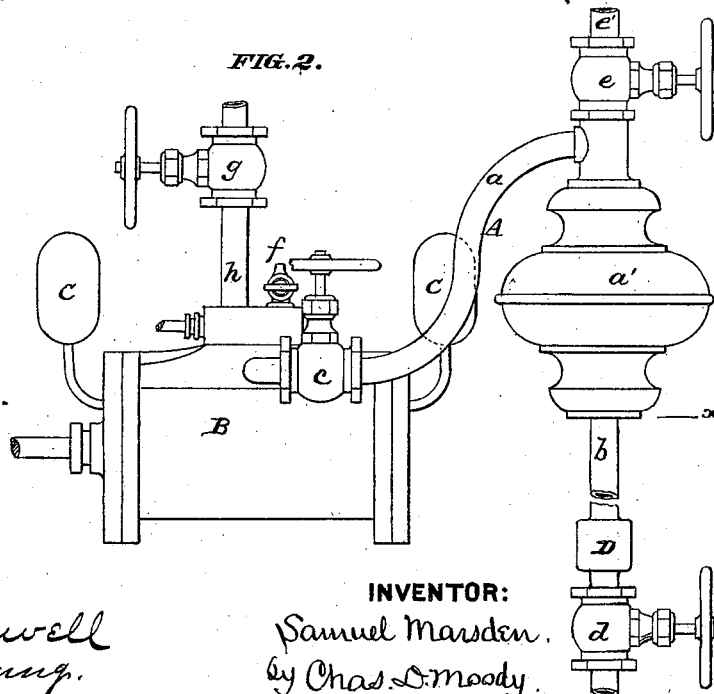 FIG. 2.
e'
e
g
a
A
f
h
C
C
a'
c
B
b
D
INVENTOR:
Samuel Marsden.
d
by Chas. D. Moody.